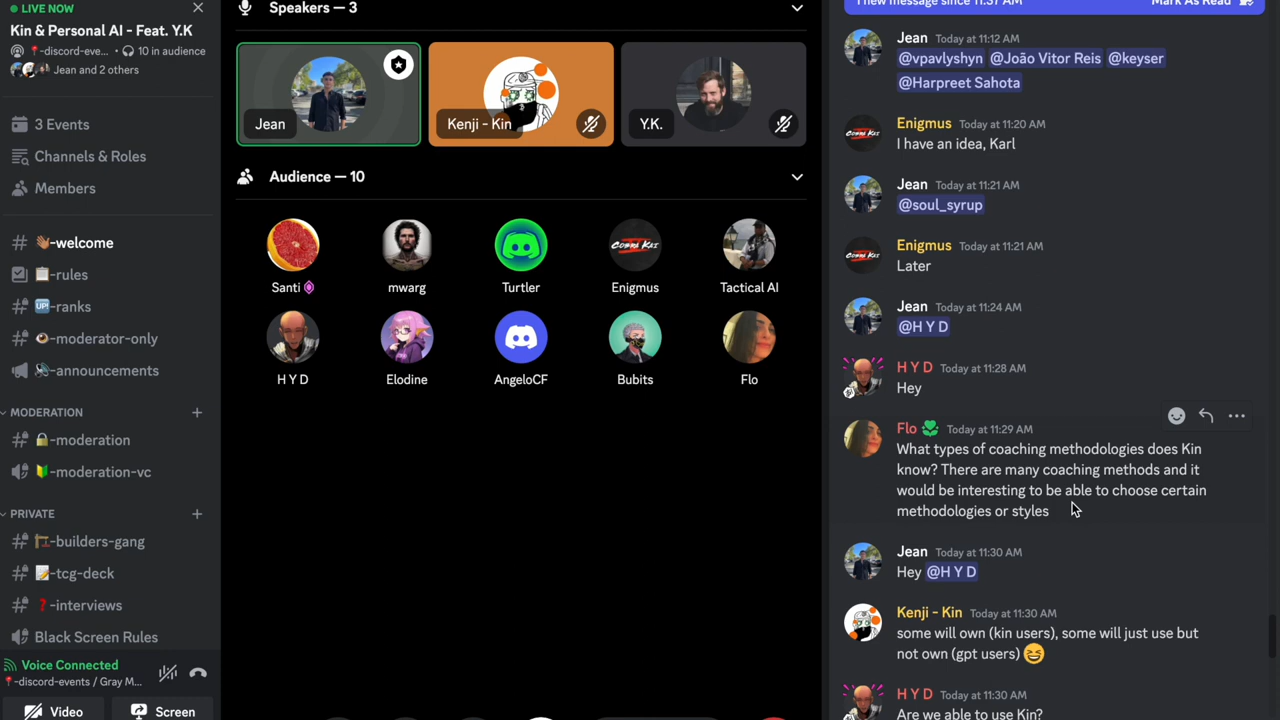 LIVE NOW
Kin & Personal AI - Feat. Y.K
-discord-eve... · 10 in audience
Jean and 2 others
3 Events
Channels & Roles
Members
-welcome
-rules
-ranks
-moderator-only
-announcements
MODERATION
-moderation
-moderation-vc
PRIVATE
-builders-gang
-tcg-deck
-interviews
Black Screen Rules
Voice Connected
-discord-events / Gray M...
Video
Screen
Speakers — 3
Jean
Kenji - Kin
Y.K.
Audience — 10
Santi
mwarg
Turtler
Enigmus
Tactical AI
H Y D
Elodine
AngeloCF
Bubits
Flo
1 new message since 11:37 AM
Mark As Read
Jean Today at 11:12 AM
@vpavlyshyn @João Vitor Reis @keyser
@Harpreet Sahota
Enigmus Today at 11:20 AM
I have an idea, Karl
Jean Today at 11:21 AM
@soul_syrup
Enigmus Today at 11:21 AM
Later
Jean Today at 11:24 AM
@H Y D
H Y D Today at 11:28 AM
Hey
Flo Today at 11:29 AM
What types of coaching methodologies does Kin
know? There are many coaching methods and it
would be interesting to be able to choose certain
methodologies or styles
Jean Today at 11:30 AM
Hey @H Y D
Kenji - Kin Today at 11:30 AM
some will own (kin users), some will just use but
not own (gpt users) 😆
H Y D Today at 11:30 AM
Are we able to use Kin?